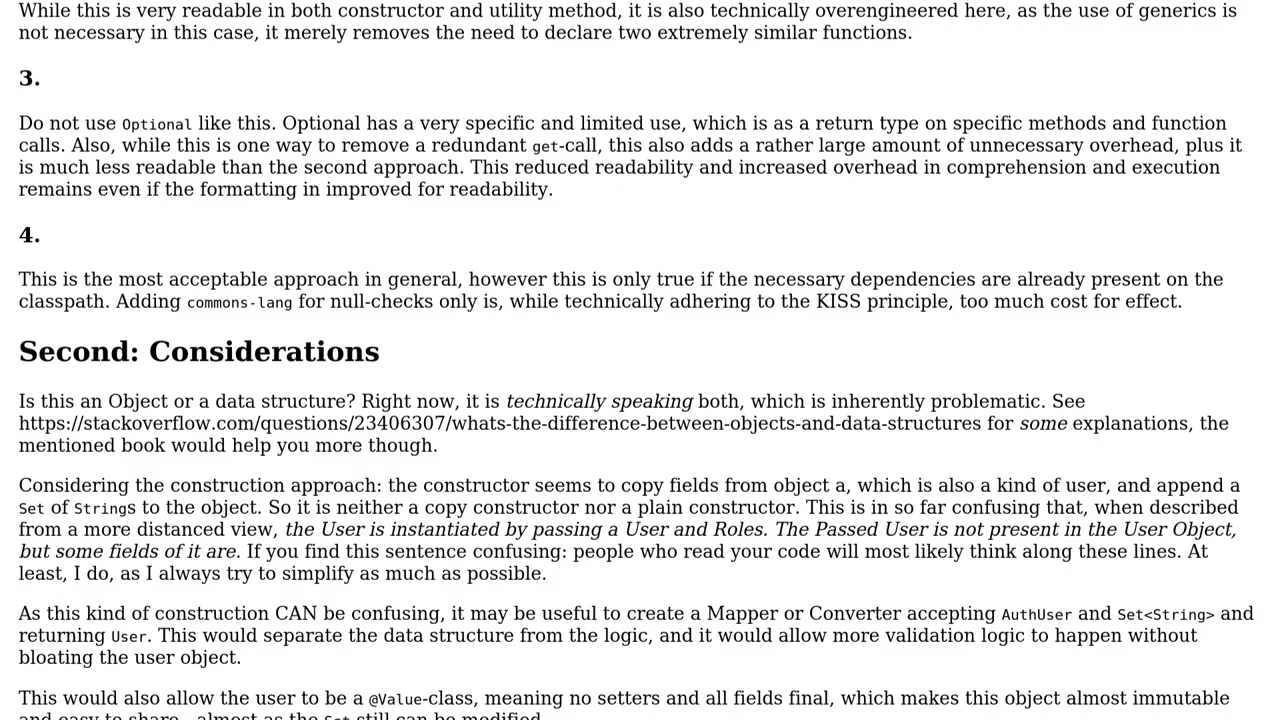 While this is very readable in both constructor and utility method, it is also technically overengineered here, as the use of generics is
not necessary in this case, it merely removes the need to declare two extremely similar functions.
3.
Do not use Optional like this. Optional has a very specific and limited use, which is as a return type on specific methods and function
calls. Also, while this is one way to remove a redundant get-call, this also adds a rather large amount of unnecessary overhead, plus it
is much less readable than the second approach. This reduced readability and increased overhead in comprehension and execution
remains even if the formatting in improved for readability.
4.
This is the most acceptable approach in general, however this is only true if the necessary dependencies are already present on the
classpath. Adding commons-lang for null-checks only is, while technically adhering to the KISS principle, too much cost for effect.
Second: Considerations
Is this an Object or a data structure? Right now, it is technically speaking both, which is inherently problematic. See
https://stackoverflow.com/questions/23406307/whats-the-difference-between-objects-and-data-structures for some explanations, the
mentioned book would help you more though.
Considering the construction approach: the constructor seems to copy fields from object a, which is also a kind of user, and append a
Set of Strings to the object. So it is neither a copy constructor nor a plain constructor. This is in so far confusing that, when described
from a more distanced view, the User is instantiated by passing a User and Roles. The Passed User is not present in the User Object,
but some fields of it are. If you find this sentence confusing: people who read your code will most likely think along these lines. At
least, I do, as I always try to simplify as much as possible.
As this kind of construction CAN be confusing, it may be useful to create a Mapper or Converter accepting AuthUser and Set<String> and
returning User. This would separate the data structure from the logic, and it would allow more validation logic to happen without
bloating the user object.
This would also allow the user to be a @Value-class, meaning no setters and all fields final, which makes this object almost immutable
and easy to share - almost as the Set still can be modified.